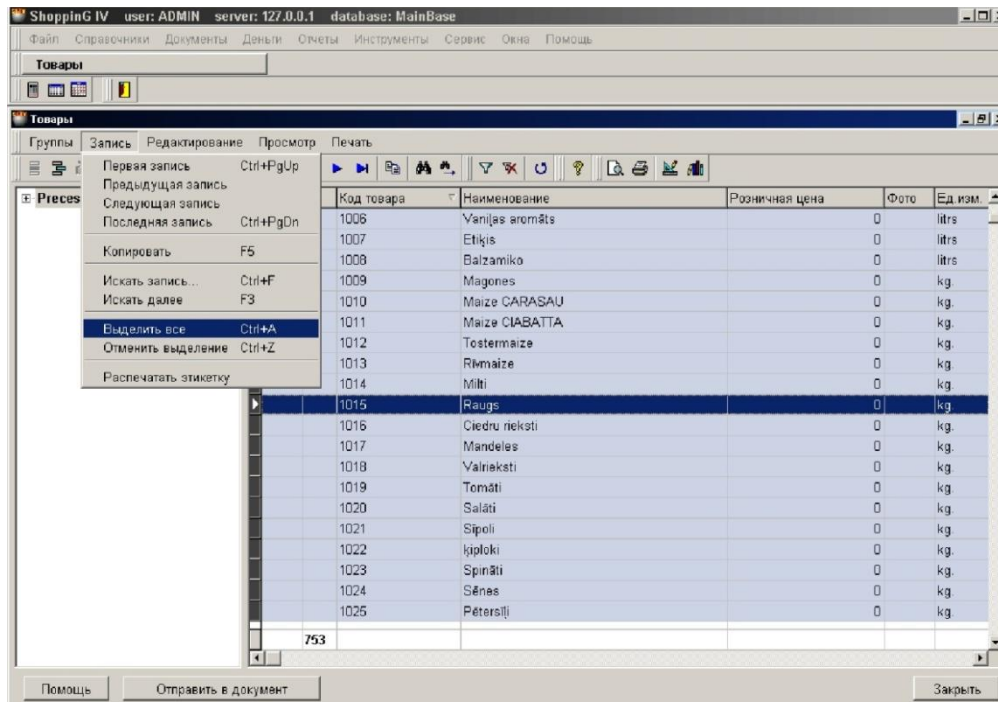 ShoppinG IV user: ADMIN server: 127.0.0.1 database: MainBase
Файл Справочники Документы Деньги Отчеты Инструменты Сервис Окна Помощь
Товары
Товары
Группы Запись Редактирование Просмотр Печать
Первая запись Ctrl+PgUp
Предыдущая запись
Следующая запись
Последняя запись Ctrl+PgDn
Копировать F5
Искать запись... Ctrl+F
Искать далее F3
Выделить все Ctrl+A
Отменить выделение Ctrl+Z
Распечатать этикетку
Preces
Код товара Наименование Розничная цена Фото Ед.изм.
1006 Vaniļas aromāts 0 litrs
1007 Etiķis 0 litrs
1008 Balzamiko 0 litrs
1009 Magones 0 kg.
1010 Maize CARASAU 0 kg.
1011 Maize CIABATTA 0 kg.
1012 Tostermaize 0 kg.
1013 Rīvmaize 0 kg.
1014 Milti 0 kg.
1015 Raugs 0 kg.
1016 Ciedru rieksti 0 kg.
1017 Mandeles 0 kg.
1018 Valrieksti 0 kg.
1019 Tomāti 0 kg.
1020 Salāti 0 kg.
1021 Sīpoli 0 kg.
1022 ķiploki 0 kg.
1023 Spināti 0 kg.
1024 Sēnes 0 kg.
1025 Pētersīļi 0 kg.
753
Помощь Отправить в документ Закрыть